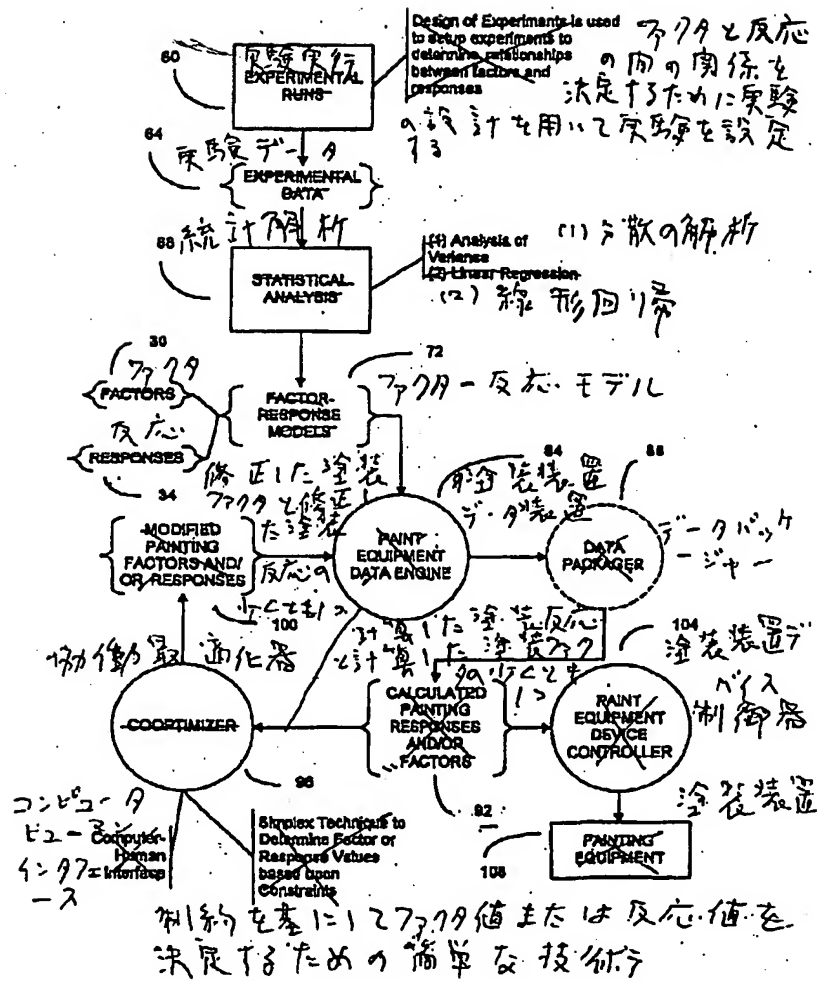 Design of Experiments is used
to setup experiments to
determine relationships
between factors and
responses
ファクタと反応
の間の関係を
決定するために実験
の設計を用いて実験を設定
する
60
実験実行
EXPERIMENTAL
RUNS
64
実験データ
EXPERIMENTAL
DATA
68
統計解析
STATISTICAL
ANALYSIS
(1) Analysis of
Variance
(2) Linear Regression
(1) 分散の解析
(2) 線形回帰
30
ファクタ
FACTORS
反応
RESPONSES
34
72
FACTOR-
RESPONSE
MODELS
ファクター反応モデル
修正した塗装
ファクタと修正し
た塗装
反応の
少くとも1つ
MODIFIED
PAINTING
FACTORS AND/
OR RESPONSES
100
84
塗装装置
データ装置
PAINT
EQUIPMENT
DATA ENGINE
88
DATA
PACKAGER
データパッケ
ージャー
協働最適化器
COOPTIMIZER
96
計算した塗装反応
と計算した塗装ファク
タの少くとも
1つ
CALCULATED
PAINTING
RESPONSES
AND/OR
FACTORS
92
104
塗装装置デ
バイス
制御器
PAINT
EQUIPMENT
DEVICE
CONTROLLER
塗装装置
PAINTING
EQUIPMENT
108
コンピュータ
ヒューマン
インタフェ
ース
Computer-
Human
Interface
Simplex Technique to
Determine Factor or
Response Values
based upon
Constraints
制約を基にしてファクタ値または反応値を
決定するための簡単な技術